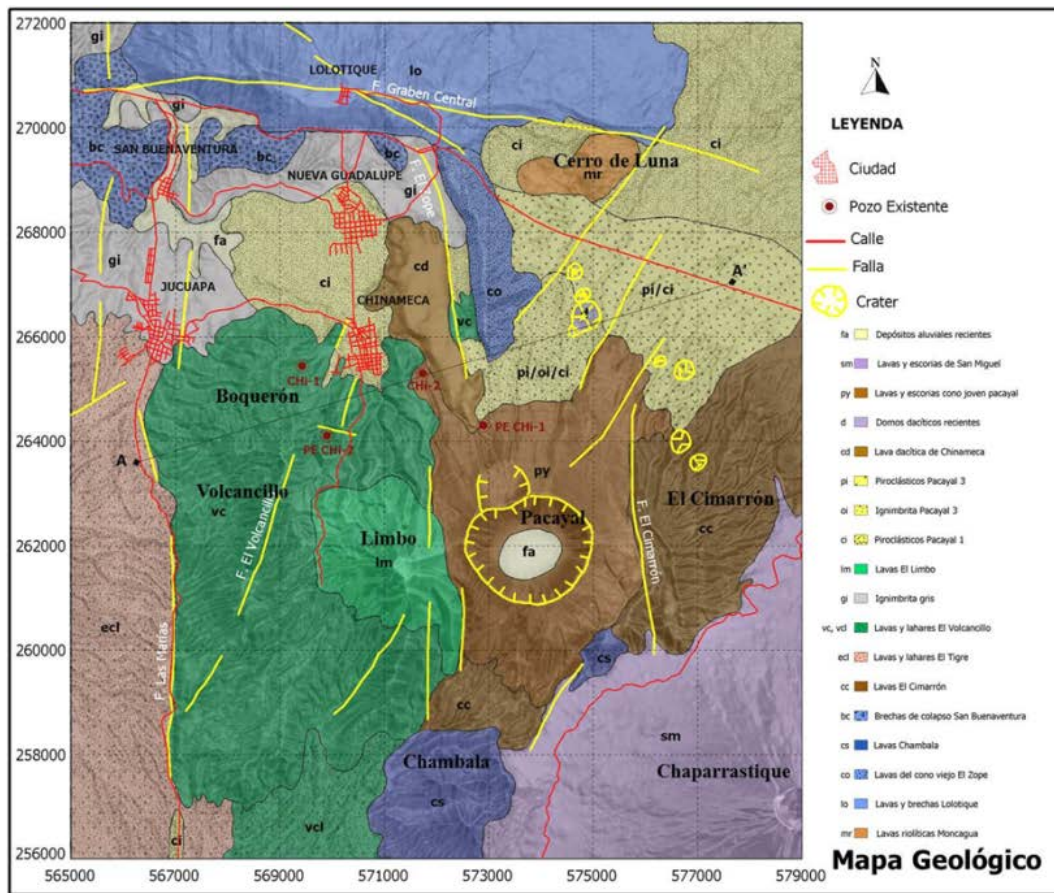 272000
270000
268000
266000
264000
262000
260000
258000
256000
565000
567000
569000
571000
573000
575000
577000
579000
gi
lo
LOLOTIQUE
F. Graben Central
bc
gi
bc
SAN BUENAVENTURA
bc
bc
NUEVA GUADALUPE
gi
F. El Zope
ci
Cerro de Luna
mr
ci
fa
gi
ci
cd
JUCUAPA
CHINAMECA
co
vc
pi/ci
A'
CHi-1
CHi-2
pi/oi/ci
Boquerón
PE CHi-1
PE CHi-2
A
Volcancillo
vc
py
Pacayal
fa
El Cimarrón
cc
F. El Cimarrón
F. El Volcancillo
Limbo
lm
ecl
F. Las Marías
cs
cc
sm
Chambala
cs
Chaparrastique
vcl
ci
N
LEYENDA
Ciudad
Pozo Existente
Calle
Falla
Crater
fa Depósitos aluviales recientes
sm Lavas y escorias de San Miguel
py Lavas y escorias cono joven pacayal
d Domos dacíticos recientes
cd Lava dacítica de Chinameca
pi Piroclásticos Pacayal 3
oi Ignimbrita Pacayal 3
ci Piroclásticos Pacayal 1
lm Lavas El Limbo
gi Ignimbrita gris
vc, vcl Lavas y lahares El Volcancillo
ecl Lavas y lahares El Tigre
cc Lavas El Cimarrón
bc Brechas de colapso San Buenaventura
cs Lavas Chambala
co Lavas del cono viejo El Zope
lo Lavas y brechas Lolotique
mr Lavas riolíticas Moncagua
Mapa Geológico